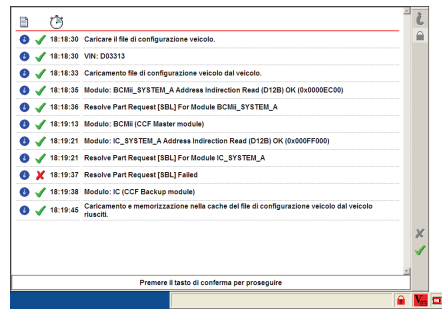 18:18:30 Caricare il file di configurazione veicolo.
18:18:30 VIN: D03313
18:18:33 Caricamento file di configurazione veicolo dal veicolo.
18:18:35 Modulo: BCMii_SYSTEM_A Address Indirection Read (D12B) OK (0x0000EC00)
18:18:36 Resolve Part Request [SBL] For Module BCMii_SYSTEM_A
18:19:13 Modulo: BCMii (CCF Master module)
18:19:21 Modulo: IC_SYSTEM_A Address Indirection Read (D12B) OK (0x000FF000)
18:19:21 Resolve Part Request [SBL] For Module IC_SYSTEM_A
18:19:37 Resolve Part Request [SBL] Failed
18:19:38 Modulo: IC (CCF Backup module)
18:19:45 Caricamento e memorizzazione nella cache del file di configurazione veicolo dal veicolo
riusciti.
Premere il tasto di conferma per proseguire